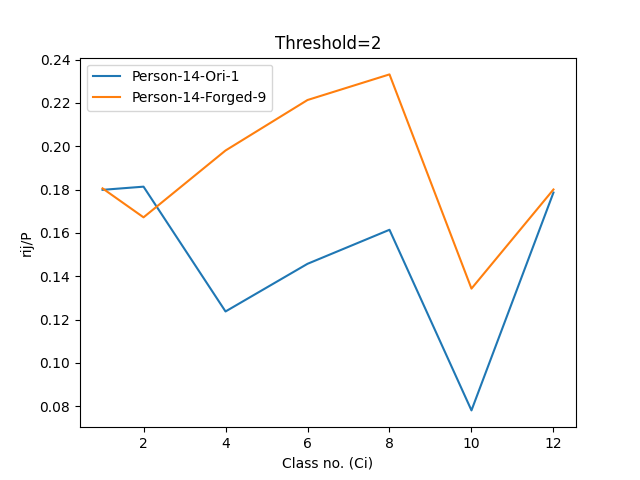 Threshold=2
Person-14-Ori-1
Person-14-Forged-9
0.24
0.22
0.20
0.18
0.16
0.14
0.12
0.10
0.08
rij/P
2 4 6 8 10 12
Class no. (Ci)